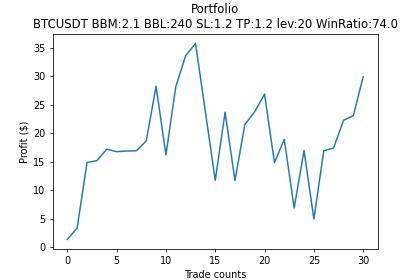 Portfolio
BTCUSDT BBM:2.1 BBL:240 SL:1.2 TP:1.2 lev:20 WinRatio:74.0
35
30
25
20
15
10
5
0
Profit ($)
0 5 10 15 20 25 30
Trade counts